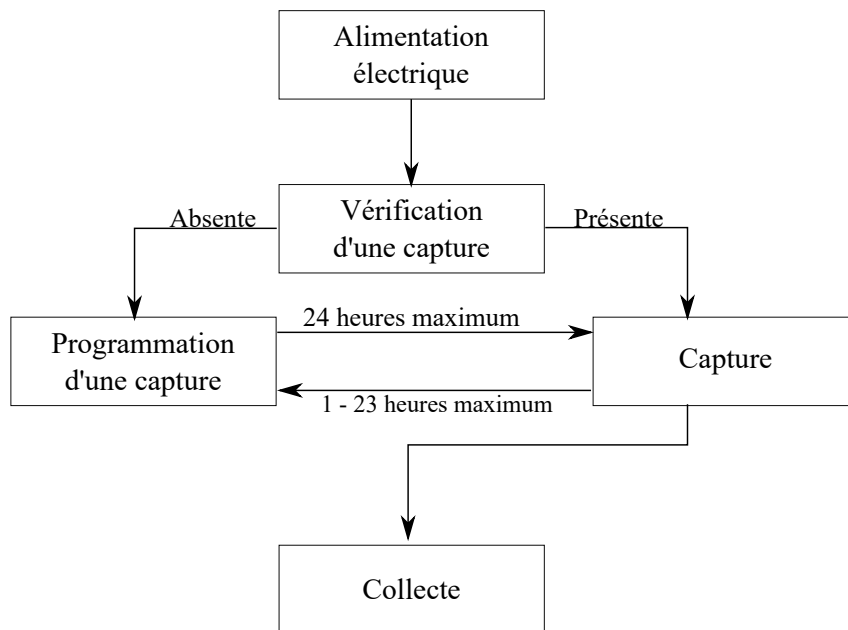 Alimentation
électrique
Absente
Vérification
d'une capture
Présente
Programmation
d'une capture
24 heures maximum
Capture
1 - 23 heures maximum
Collecte